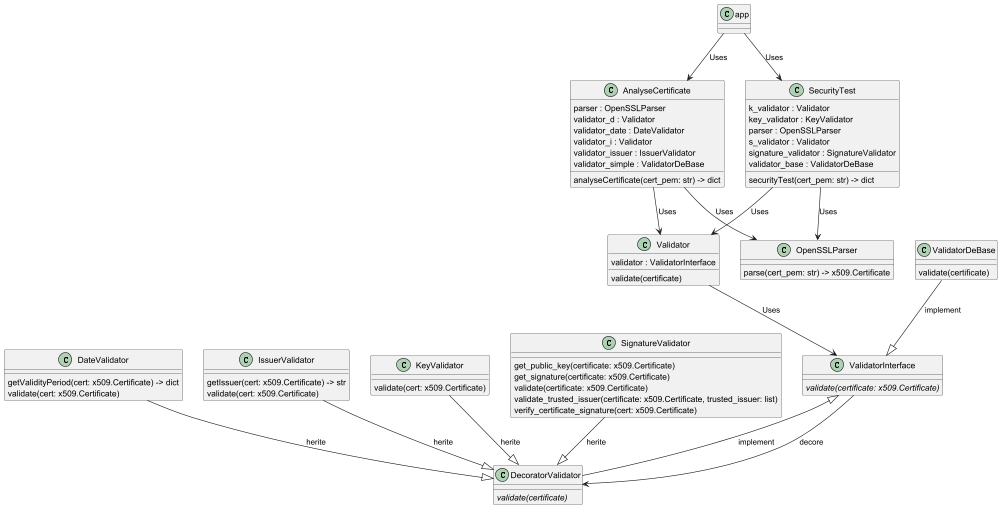 C app
Uses
Uses
C AnalyseCertificate
parser : OpenSSLParser
validator_d : Validator
validator_date : DateValidator
validator_i : Validator
validator_issuer : IssuerValidator
validator_simple : ValidatorDeBase
analyseCertificate(cert_pem: str) -> dict
C SecurityTest
k_validator : Validator
key_validator : KeyValidator
parser : OpenSSLParser
s_validator : Validator
signature_validator : SignatureValidator
validator_base : ValidatorDeBase
securityTest(cert_pem: str) -> dict
Uses
Uses
Uses
Uses
C Validator
validator : ValidatorInterface
validate(certificate)
C OpenSSLParser
parse(cert_pem: str) -> x509.Certificate
C ValidatorDeBase
validate(certificate)
Uses
implement
C DateValidator
getValidityPeriod(cert: x509.Certificate) -> dict
validate(cert: x509.Certificate)
C IssuerValidator
getIssuer(cert: x509.Certificate) -> str
validate(cert: x509.Certificate)
C KeyValidator
validate(cert: x509.Certificate)
C SignatureValidator
get_public_key(certificate: x509.Certificate)
get_signature(certificate: x509.Certificate)
validate(certificate: x509.Certificate)
validate_trusted_issuer(certificate: x509.Certificate, trusted_issuer: list)
verify_certificate_signature(cert: x509.Certificate)
C ValidatorInterface
validate(certificate: x509.Certificate)
herite
herite
herite
herite
implement
decore
C DecoratorValidator
validate(certificate)